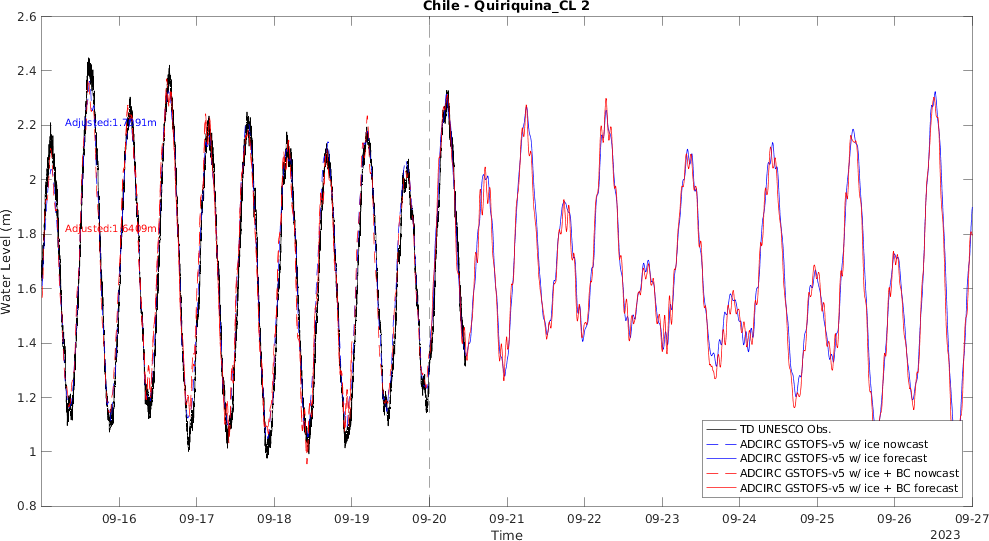 Chile - Quiriquina_CL 2
2.6
2.4
2.2
2
1.8
1.6
1.4
1.2
1
0.8
Water Level (m)
Adjusted:1.6409m
09-16
09-17
09-18
09-19
09-20
09-21
09-22
09-23
09-24
09-25
09-26
09-27
Time
2023
TD UNESCO Obs.
ADCIRC GSTOFS-v5 w/ ice nowcast
ADCIRC GSTOFS-v5 w/ ice forecast
ADCIRC GSTOFS-v5 w/ ice + BC nowcast
ADCIRC GSTOFS-v5 w/ ice + BC forecast